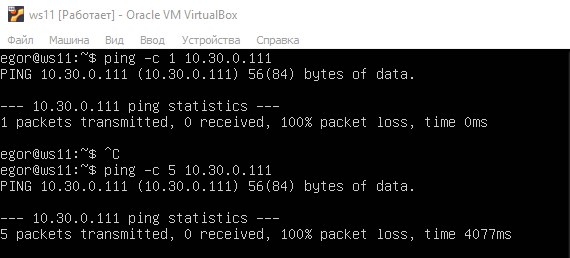 ws11 [Работает] - Oracle VM VirtualBox
Файл Машина Вид Ввод Устройства Справка
egor@ws11:~$ ping -c 1 10.30.0.111
PING 10.30.0.111 (10.30.0.111) 56(84) bytes of data.
--- 10.30.0.111 ping statistics ---
1 packets transmitted, 0 received, 100% packet loss, time 0ms
egor@ws11:~$ ^C
egor@ws11:~$ ping -c 5 10.30.0.111
PING 10.30.0.111 (10.30.0.111) 56(84) bytes of data.
--- 10.30.0.111 ping statistics ---
5 packets transmitted, 0 received, 100% packet loss, time 4077ms